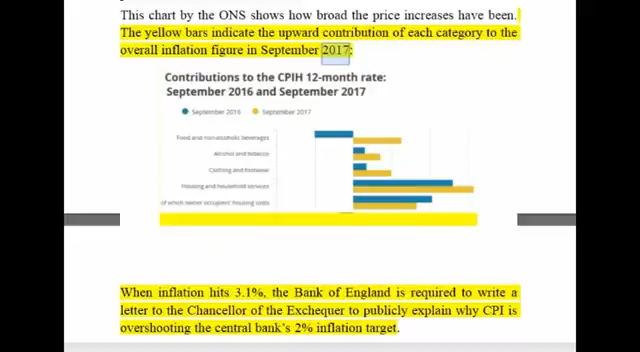 This chart by the ONS shows how broad the price increases have been.
The yellow bars indicate the upward contribution of each category to the
overall inflation figure in September 2017:
Contributions to the CPIH 12-month rate:
September 2016 and September 2017
September 2016 September 2017
Food and non-alcoholic beverages
Alcohol and tobacco
Clothing and footwear
Housing and household services
of which owner occupiers' housing costs
When inflation hits 3.1%, the Bank of England is required to write a
letter to the Chancellor of the Exchequer to publicly explain why CPI is
overshooting the central bank's 2% inflation target.